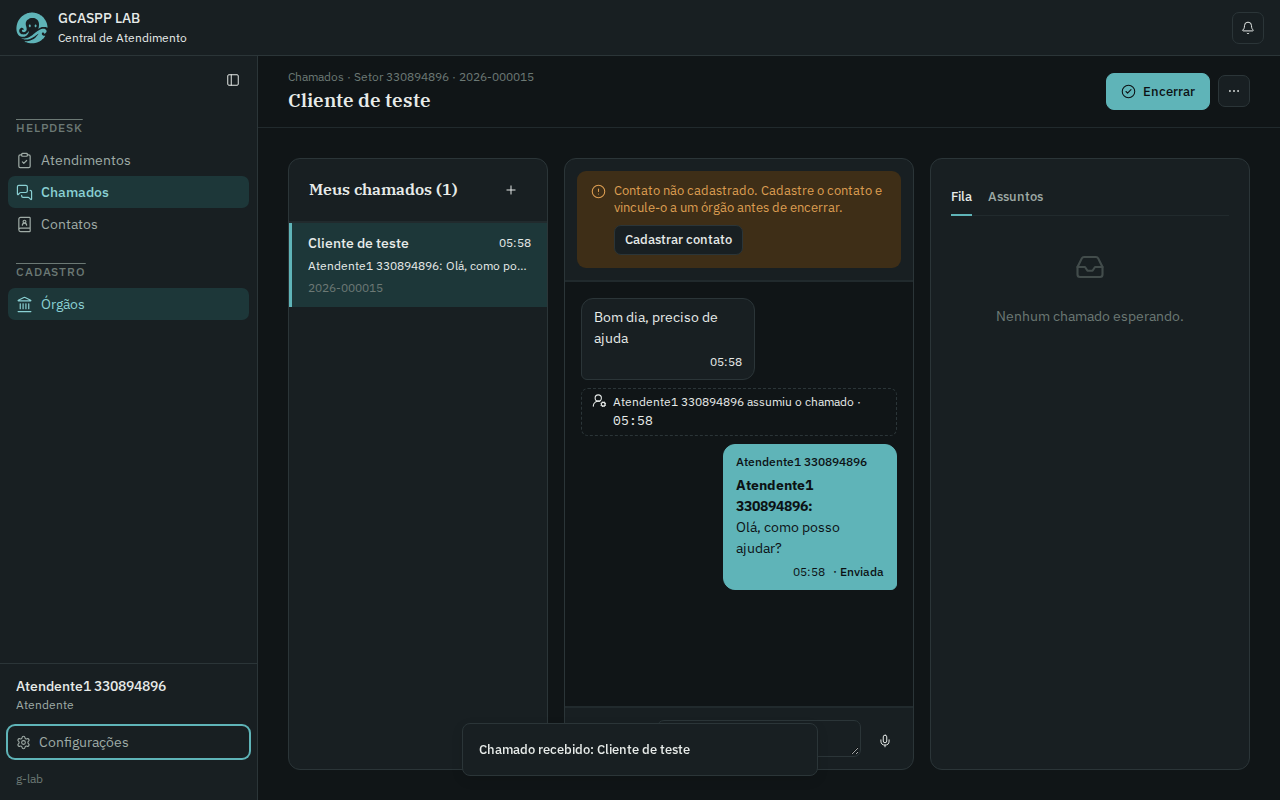 GCASPP LAB
Central de Atendimento
HELPDESK
Atendimentos
Chamados
Contatos
CADASTRO
Órgãos
Atendente1 330894896
Atendente
Configurações
g-lab
Chamados · Setor 330894896 · 2026-000015
Cliente de teste
Encerrar
Meus chamados (1)
Cliente de teste 05:58
Atendente1 330894896: Olá, como po...
2026-000015
Contato não cadastrado. Cadastre o contato e
vincule-o a um órgão antes de encerrar.
Cadastrar contato
Bom dia, preciso de
ajuda
05:58
Atendente1 330894896 assumiu o chamado ·
05:58
Atendente1 330894896
Atendente1
330894896:
Olá, como posso
ajudar?
05:58 · Enviada
Chamado recebido: Cliente de teste
Fila Assuntos
Nenhum chamado esperando.